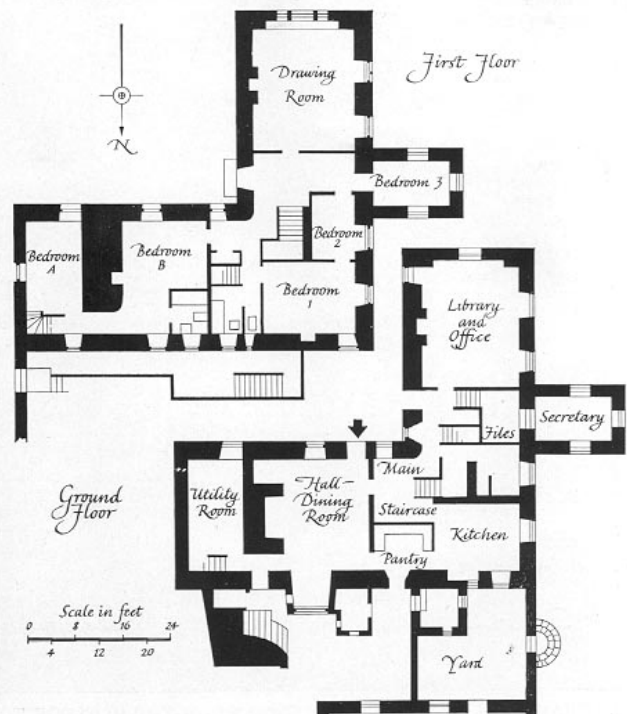 First Floor
Drawing
Room
N
Bedroom 3
Bedroom
2
Bedroom
A
Bedroom
B
Bedroom
1
Library
and
Office
Secretary
Files
Main
Staircase
Hall-
Dining
Room
Utility
Room
Kitchen
Pantry
Ground
Floor
Scale in feet
0 8 16 24
4 12 20
Yard